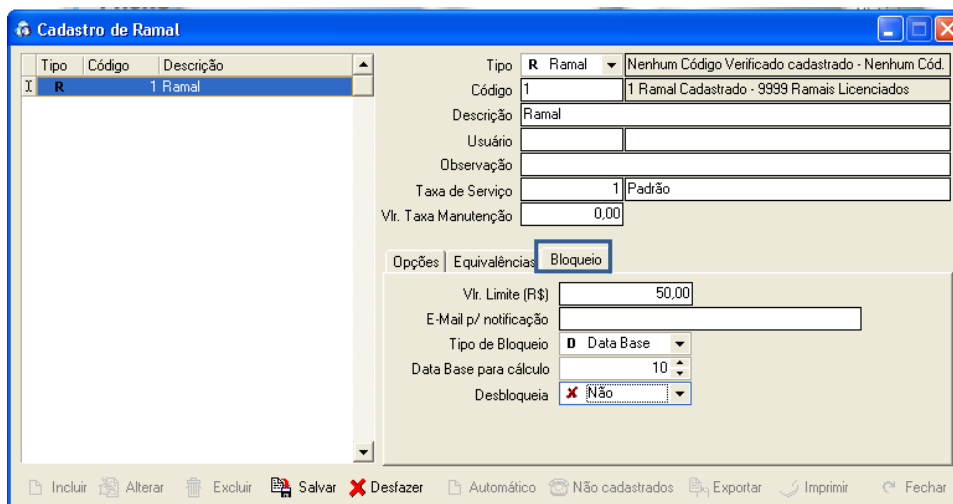 Cadastro de Ramal
Tipo Código Descrição
R 1 Ramal
Tipo R Ramal Nenhum Código Verificado cadastrado - Nenhum Cód.
Código 1 1 Ramal Cadastrado - 9999 Ramais Licenciados
Descrição Ramal
Usuário
Observação
Taxa de Serviço 1 Padrão
Vlr. Taxa Manutenção 0,00
Opções Equivalências Bloqueio
Vlr. Limite (R$) 50,00
E-Mail p/ notificação
Tipo de Bloqueio D Data Base
Data Base para cálculo 10
Desbloqueia Não
Incluir Alterar Excluir Salvar Desfazer Automático Não cadastrados Exportar Imprimir Fechar